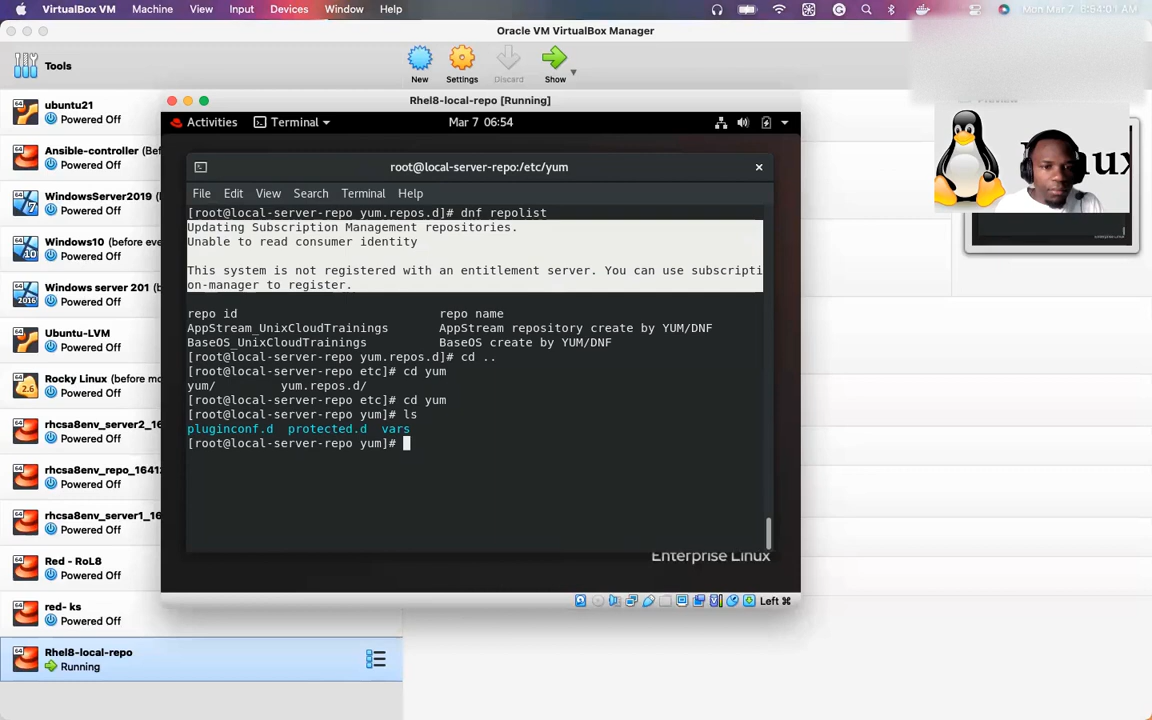 VirtualBox VM Machine View Input Devices Window Help
Oracle VM VirtualBox Manager
Tools
New
Settings
Discard
Show
ubuntu21
Powered Off
Ansible-controller (Bef
Powered Off
WindowsServer2019
Powered Off
Windows10 (before eve
Powered Off
Windows server 201
Powered Off
Ubuntu-LVM
Powered Off
Rocky Linux (before mo
Powered Off
rhcsa8env_server2_16
Powered Off
rhcsa8env_repo_16412
Powered Off
rhcsa8env_server1_16
Powered Off
Red - RoL8
Powered Off
red- ks
Powered Off
Rhel8-local-repo
Running
Rhel8-local-repo [Running]
Activities Terminal Mar 7 06:54
root@local-server-repo:/etc/yum
File Edit View Search Terminal Help
[root@local-server-repo yum.repos.d]# dnf repolist
Updating Subscription Management repositories.
Unable to read consumer identity
This system is not registered with an entitlement server. You can use subscripti
on-manager to register.
repo id repo name
AppStream_UnixCloudTrainings AppStream repository create by YUM/DNF
BaseOS_UnixCloudTrainings BaseOS create by YUM/DNF
[root@local-server-repo yum.repos.d]# cd ..
[root@local-server-repo etc]# cd yum
yum/ yum.repos.d/
[root@local-server-repo etc]# cd yum
[root@local-server-repo yum]# ls
pluginconf.d protected.d vars
[root@local-server-repo yum]#
Enterprise Linux
Left ⌘